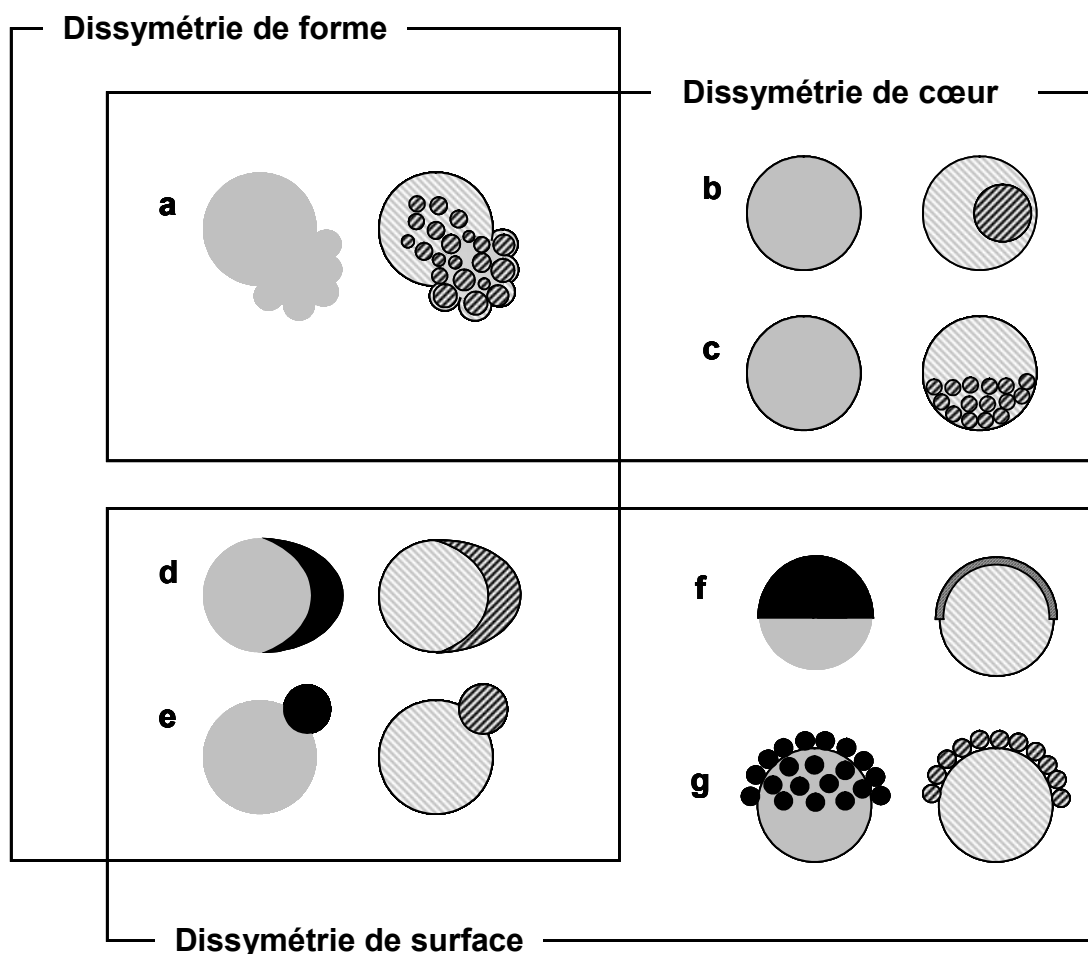 Dissymétrie de forme
Dissymétrie de cœur
a
b
c
d
e
f
g
Dissymétrie de surface